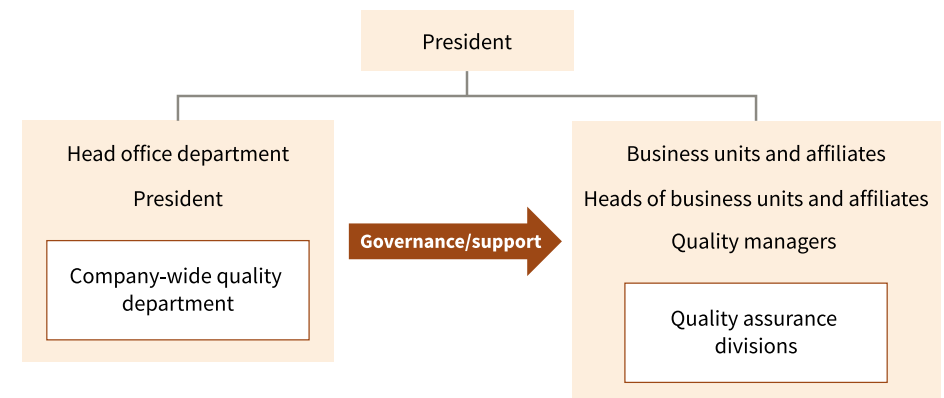 President
Head office department
President
Company-wide quality
department
Governance/support
Business units and affiliates
Heads of business units and affiliates
Quality managers
Quality assurance
divisions